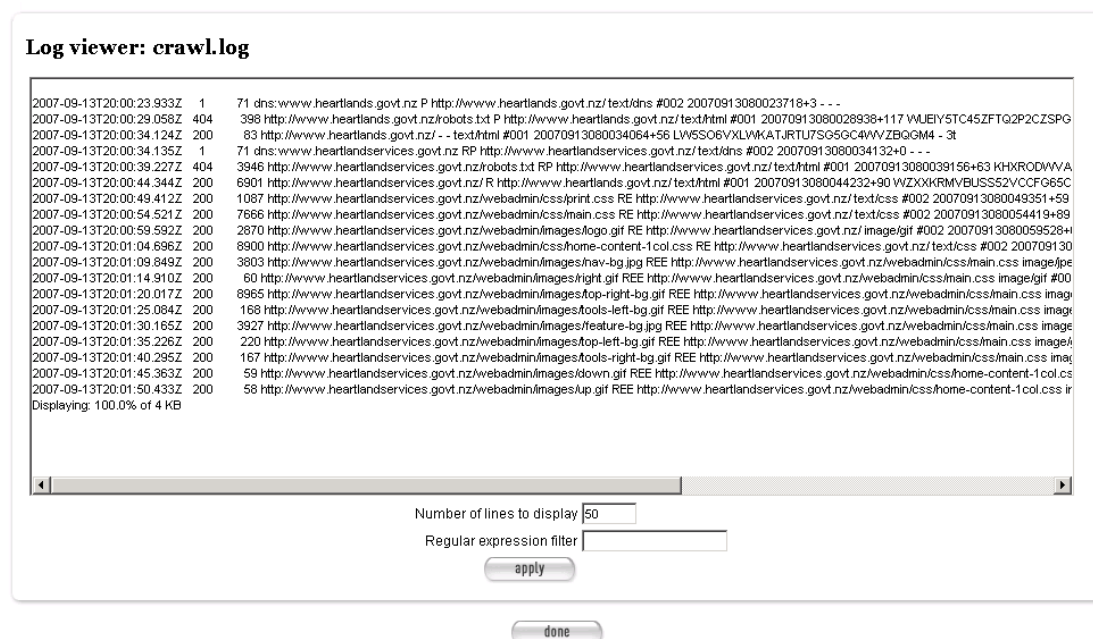 Log viewer: crawl.log
2007-09-13T20:00:23.933Z 1 71 dns:www.heartlands.govt.nz P http://www.heartlands.govt.nz/ text/dns #002 20070913080023718+3 - - -
2007-09-13T20:00:29.058Z 404 398 http://www.heartlands.govt.nz/robots.txt P http://www.heartlands.govt.nz/ text/html #001 20070913080028938+117 WUEIY5TC45ZFTQ2P2CZSPG
2007-09-13T20:00:34.124Z 200 83 http://www.heartlands.govt.nz/ - - text/html #001 20070913080034064+56 LW5SO6VXLWKATJRTU7SG5GC4WVZBQGM4 - 3t
2007-09-13T20:00:34.135Z 1 71 dns:www.heartlandservices.govt.nz RP http://www.heartlandservices.govt.nz/ text/dns #002 20070913080034132+0 - - -
2007-09-13T20:00:39.227Z 404 3946 http://www.heartlandservices.govt.nz/robots.txt RP http://www.heartlandservices.govt.nz/ text/html #001 20070913080039156+63 KHXRODWVA
2007-09-13T20:00:44.344Z 200 6901 http://www.heartlandservices.govt.nz/ R http://www.heartlands.govt.nz/ text/html #001 20070913080044232+90 WZXXKRMVBUSS52VCCFG65C
2007-09-13T20:00:49.412Z 200 1087 http://www.heartlandservices.govt.nz/webadmin/css/print.css RE http://www.heartlandservices.govt.nz/ text/css #002 20070913080049351+59
2007-09-13T20:00:54.521Z 200 7666 http://www.heartlandservices.govt.nz/webadmin/css/main.css RE http://www.heartlandservices.govt.nz/ text/css #002 20070913080054419+89
2007-09-13T20:00:59.592Z 200 2870 http://www.heartlandservices.govt.nz/webadmin/images/logo.gif RE http://www.heartlandservices.govt.nz/ image/gif #002 20070913080059528+
2007-09-13T20:01:04.696Z 200 8900 http://www.heartlandservices.govt.nz/webadmin/css/home-content-1col.css RE http://www.heartlandservices.govt.nz/ text/css #002 200709130
2007-09-13T20:01:09.849Z 200 3803 http://www.heartlandservices.govt.nz/webadmin/images/nav-bg.jpg REE http://www.heartlandservices.govt.nz/webadmin/css/main.css image/jpe
2007-09-13T20:01:14.910Z 200 60 http://www.heartlandservices.govt.nz/webadmin/images/right.gif REE http://www.heartlandservices.govt.nz/webadmin/css/main.css image/gif #00
2007-09-13T20:01:20.017Z 200 8965 http://www.heartlandservices.govt.nz/webadmin/images/top-right-bg.gif REE http://www.heartlandservices.govt.nz/webadmin/css/main.css imag
2007-09-13T20:01:25.084Z 200 168 http://www.heartlandservices.govt.nz/webadmin/images/tools-left-bg.gif REE http://www.heartlandservices.govt.nz/webadmin/css/main.css image
2007-09-13T20:01:30.165Z 200 3927 http://www.heartlandservices.govt.nz/webadmin/images/feature-bg.jpg REE http://www.heartlandservices.govt.nz/webadmin/css/main.css image
2007-09-13T20:01:35.226Z 200 220 http://www.heartlandservices.govt.nz/webadmin/images/top-left-bg.gif REE http://www.heartlandservices.govt.nz/webadmin/css/main.css image/
2007-09-13T20:01:40.295Z 200 167 http://www.heartlandservices.govt.nz/webadmin/images/tools-right-bg.gif REE http://www.heartlandservices.govt.nz/webadmin/css/main.css imag
2007-09-13T20:01:45.363Z 200 59 http://www.heartlandservices.govt.nz/webadmin/images/down.gif REE http://www.heartlandservices.govt.nz/webadmin/css/home-content-1col.cs
2007-09-13T20:01:50.433Z 200 58 http://www.heartlandservices.govt.nz/webadmin/images/up.gif REE http://www.heartlandservices.govt.nz/webadmin/css/home-content-1col.css
Displaying: 100.0% of 4 KB
Number of lines to display 50
Regular expression filter
apply
done